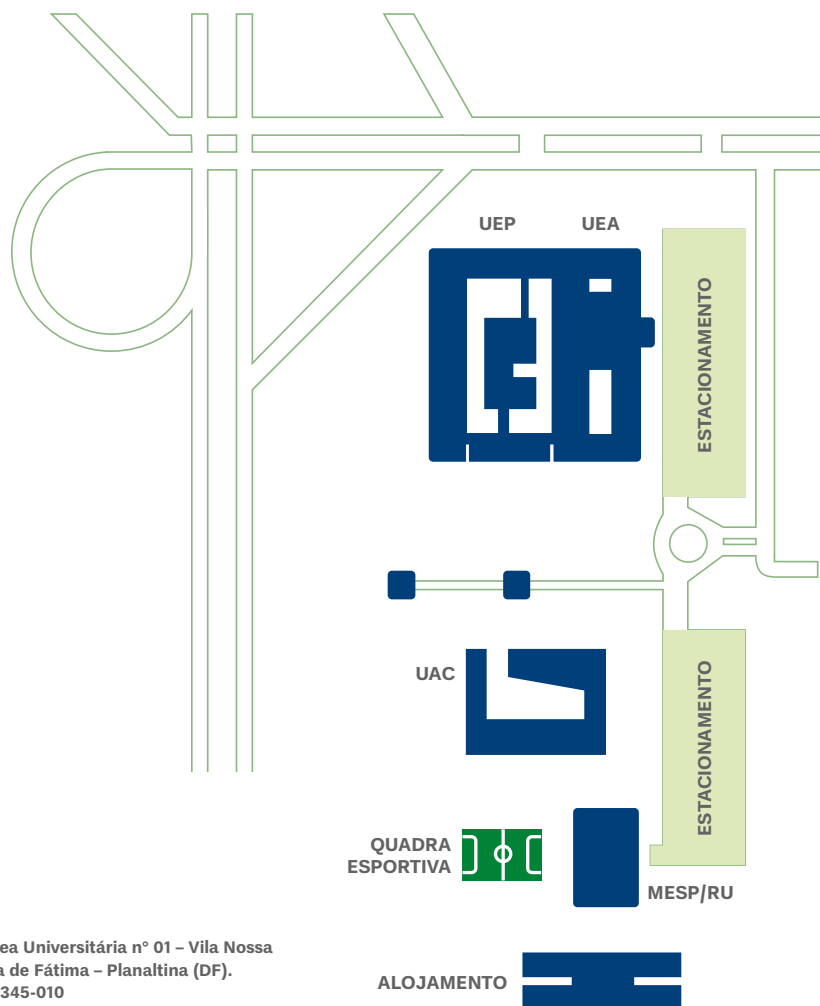 UEP UEA
ESTACIONAMENTO
UAC
ESTACIONAMENTO
QUADRA
ESPORTIVA
MESP/RU
ea Universitária n° 01 – Vila Nossa
a de Fátima – Planaltina (DF).
345-010
ALOJAMENTO